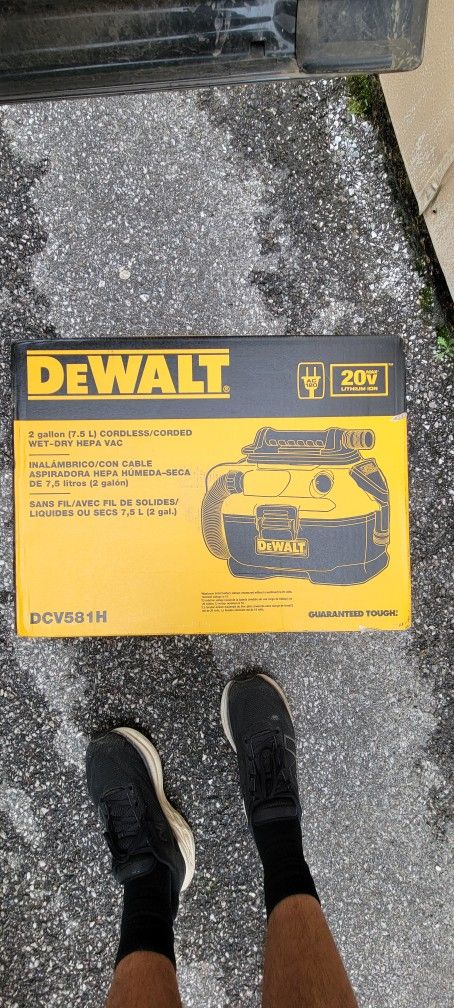 DEWALT®
AC
20V MAX
LITHIUM ION
2 gallon (7.5 L) CORDLESS/CORDED
WET-DRY HEPA VAC
INALÁMBRICO/CON CABLE
ASPIRADORA HEPA HÚMEDA-SECA
DE 7,5 litros (2 galón)
SANS FIL/AVEC FIL DE SOLIDES/
LIQUIDES OU SECS 7,5 L (2 gal.)
DEWALT
DCV581H
GUARANTEED TOUGH.®